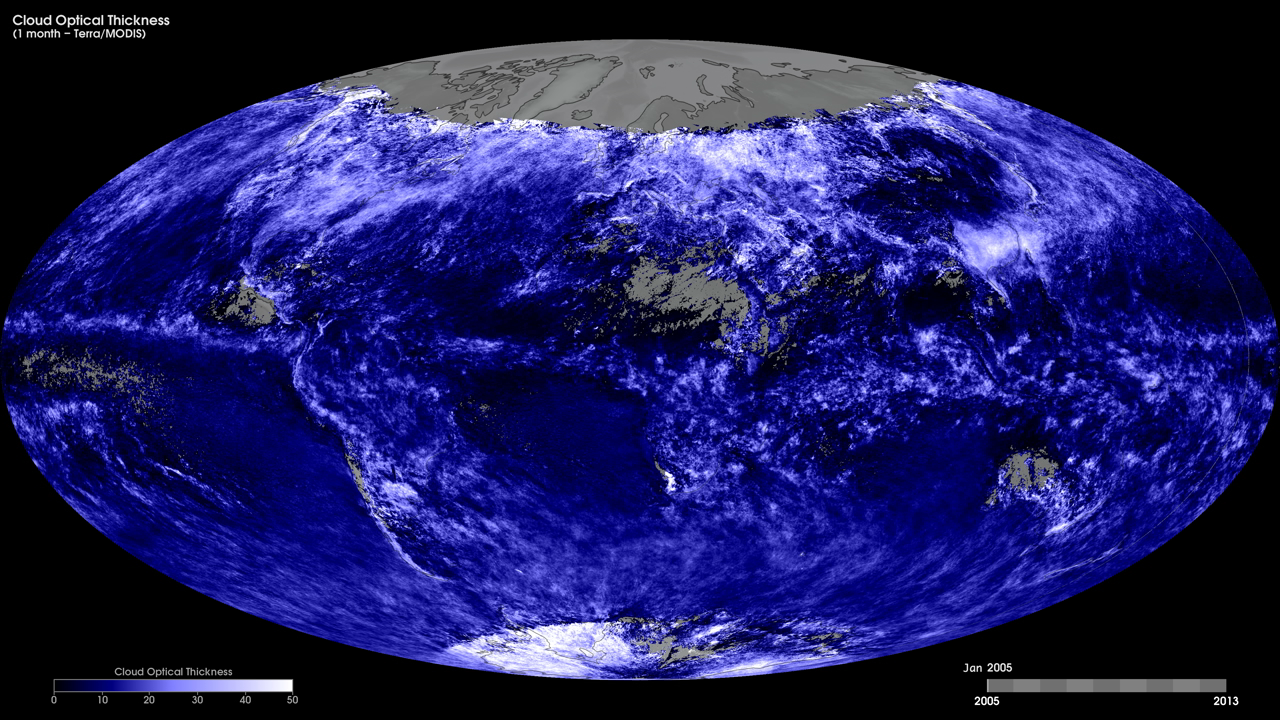 Cloud Optical Thickness
(1 month – Terra/MODIS)
Cloud Optical Thickness
0 10 20 30 40 50
Jan 2005
2005 2013